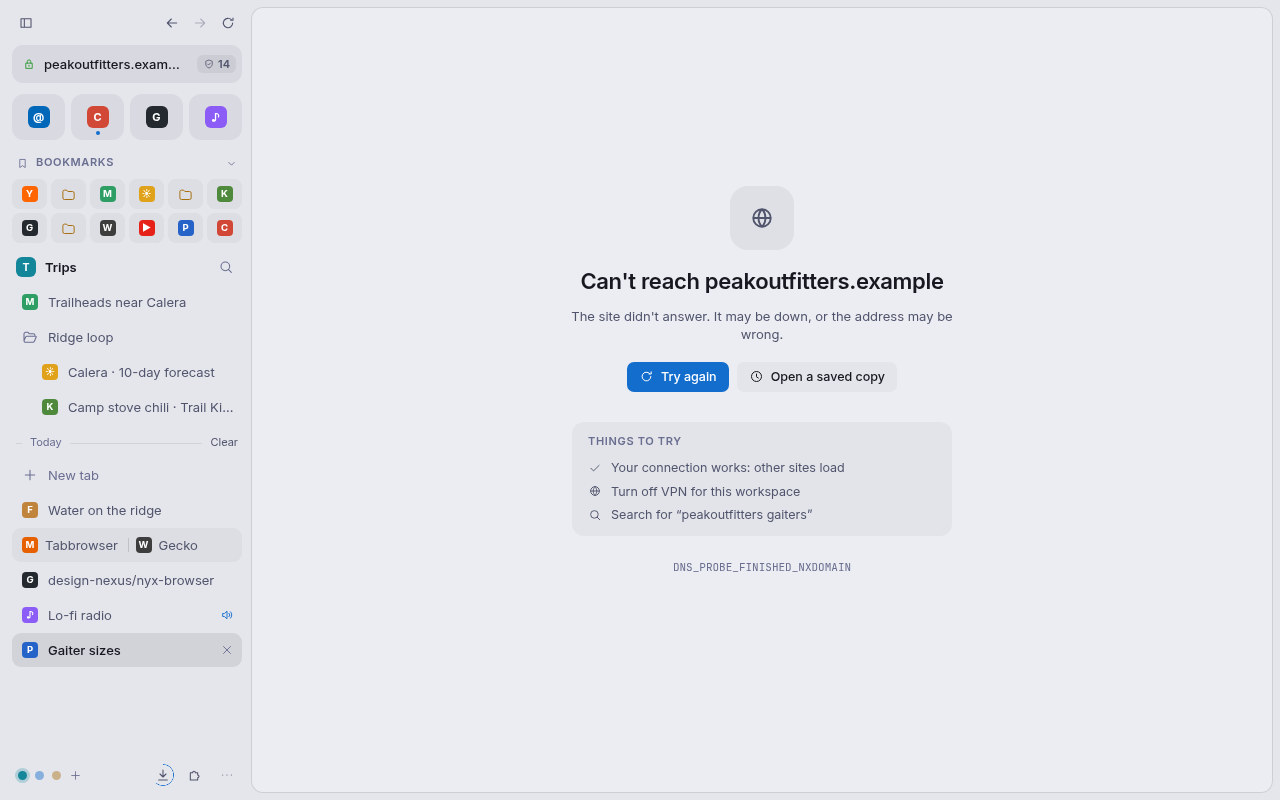 peakoutfitters.exam...
14
@
C
G
BOOKMARKS
Y
M
K
G
W
P
C
T Trips
M Trailheads near Calera
Ridge loop
Calera · 10-day forecast
K Camp stove chili · Trail Ki...
Today
Clear
New tab
F Water on the ridge
M Tabbrowser
W Gecko
G design-nexus/nyx-browser
Lo-fi radio
P Gaiter sizes
Can't reach peakoutfitters.example
The site didn't answer. It may be down, or the address may be
wrong.
Try again
Open a saved copy
THINGS TO TRY
Your connection works: other sites load
Turn off VPN for this workspace
Search for “peakoutfitters gaiters”
DNS_PROBE_FINISHED_NXDOMAIN